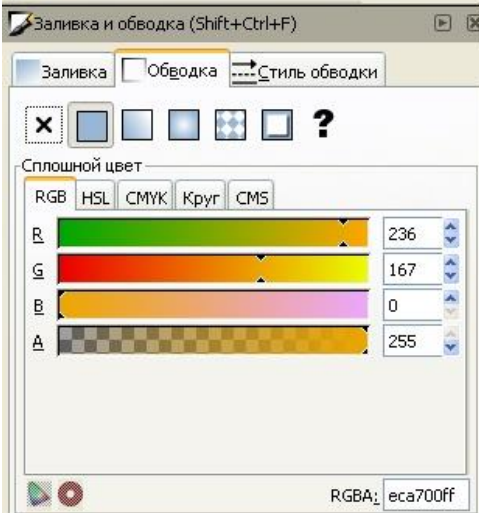 Заливка и обводка (Shift+Ctrl+F)
Заливка Обводка Стиль обводки
?
Сплошной цвет
RGB HSL CMYK Круг CMS
R 236
G 167
B 0
A 255
RGBA: eca700ff